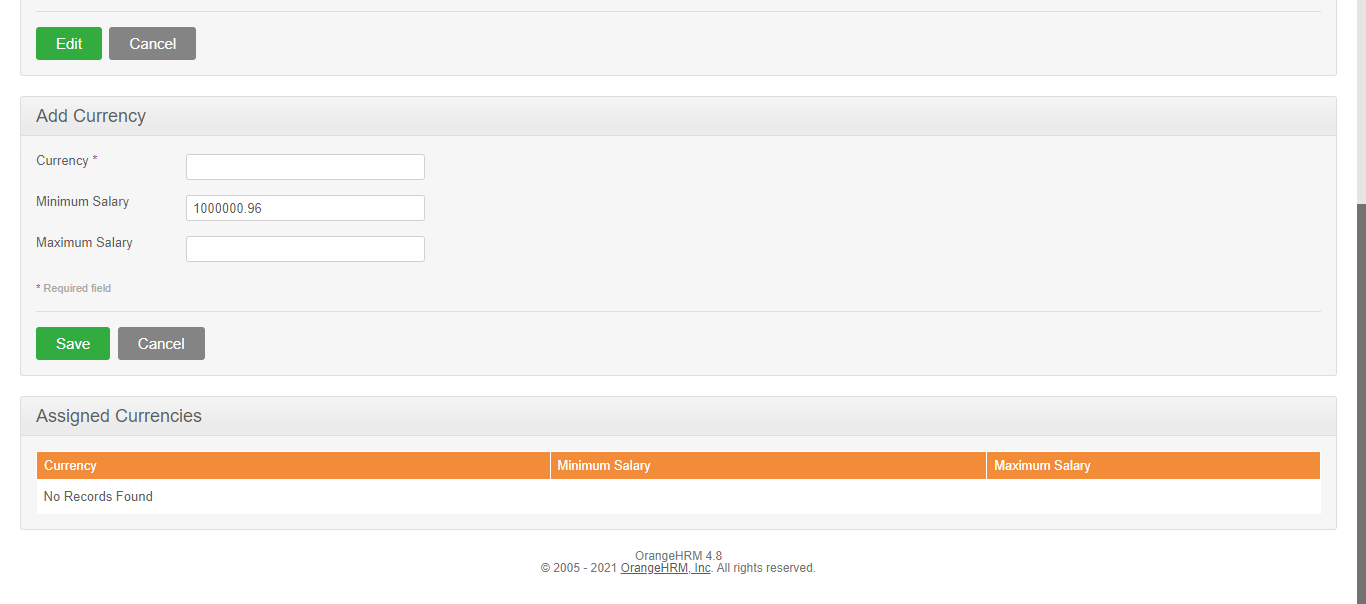 Edit Cancel
Add Currency
Currency *
Minimum Salary 1000000.96
Maximum Salary
* Required field
Save Cancel
Assigned Currencies
Currency Minimum Salary Maximum Salary
No Records Found
OrangeHRM 4.8
© 2005 - 2021 OrangeHRM, Inc. All rights reserved.